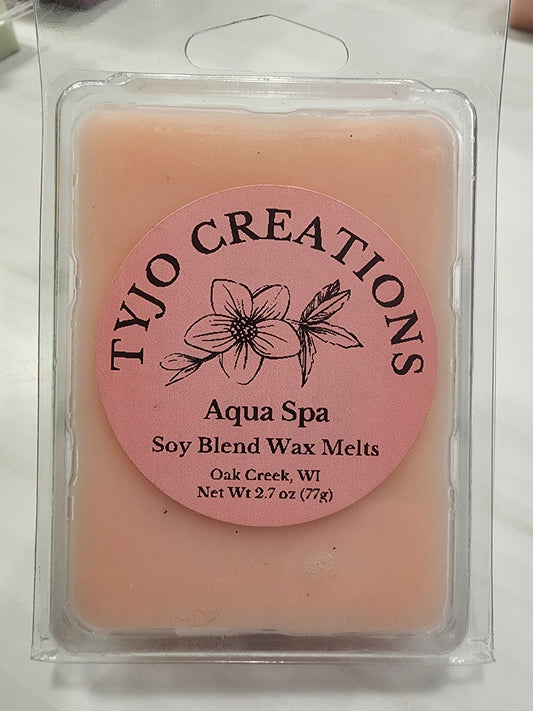 TYJO CREATIONS
Aqua Spa
Soy Blend Wax Melts
Oak Creek, WI
Net Wt 2.7 oz (77g)